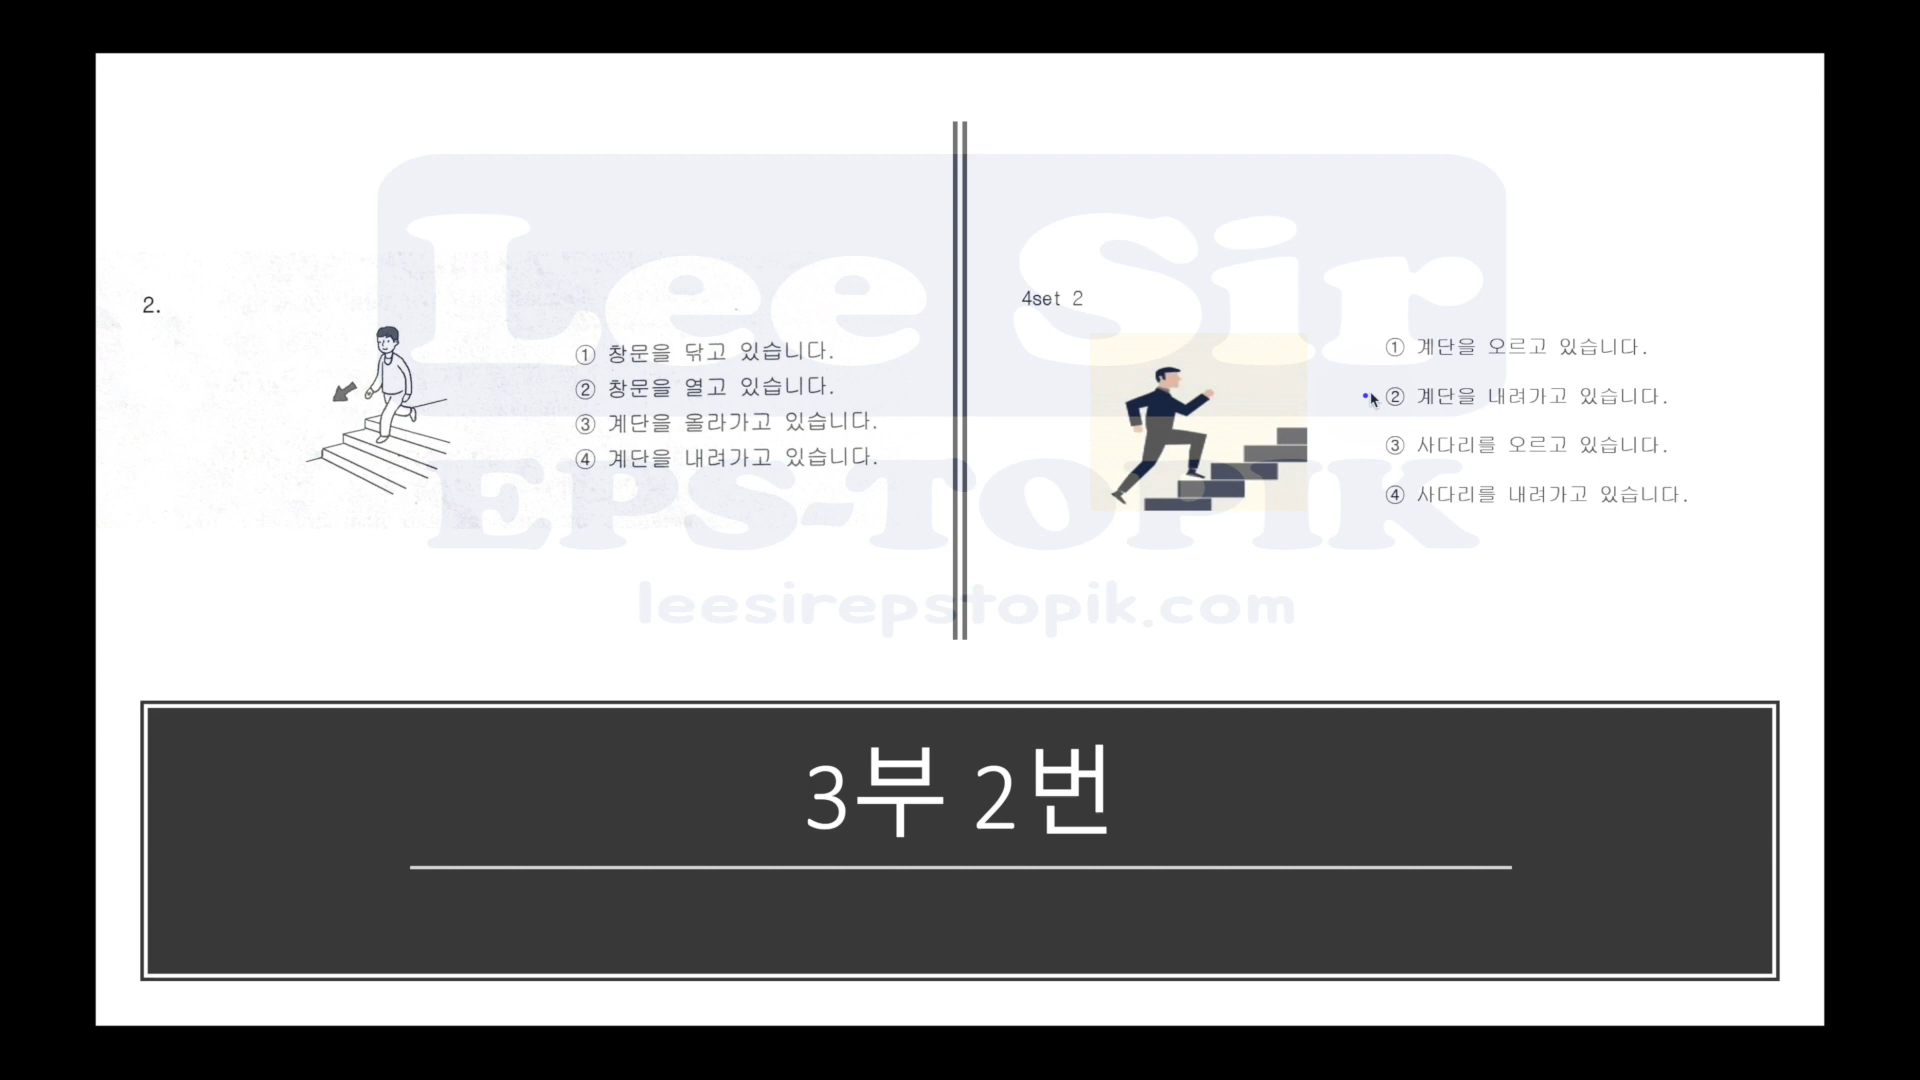 Lee Sir
EPS-TOPIK
leesirepstopik.com
2.
① 창문을 닦고 있습니다.
② 창문을 열고 있습니다.
③ 계단을 올라가고 있습니다.
④ 계단을 내려가고 있습니다.
4set 2
① 계단을 오르고 있습니다.
② 계단을 내려가고 있습니다.
③ 사다리를 오르고 있습니다.
④ 사다리를 내려가고 있습니다.
3부 2번